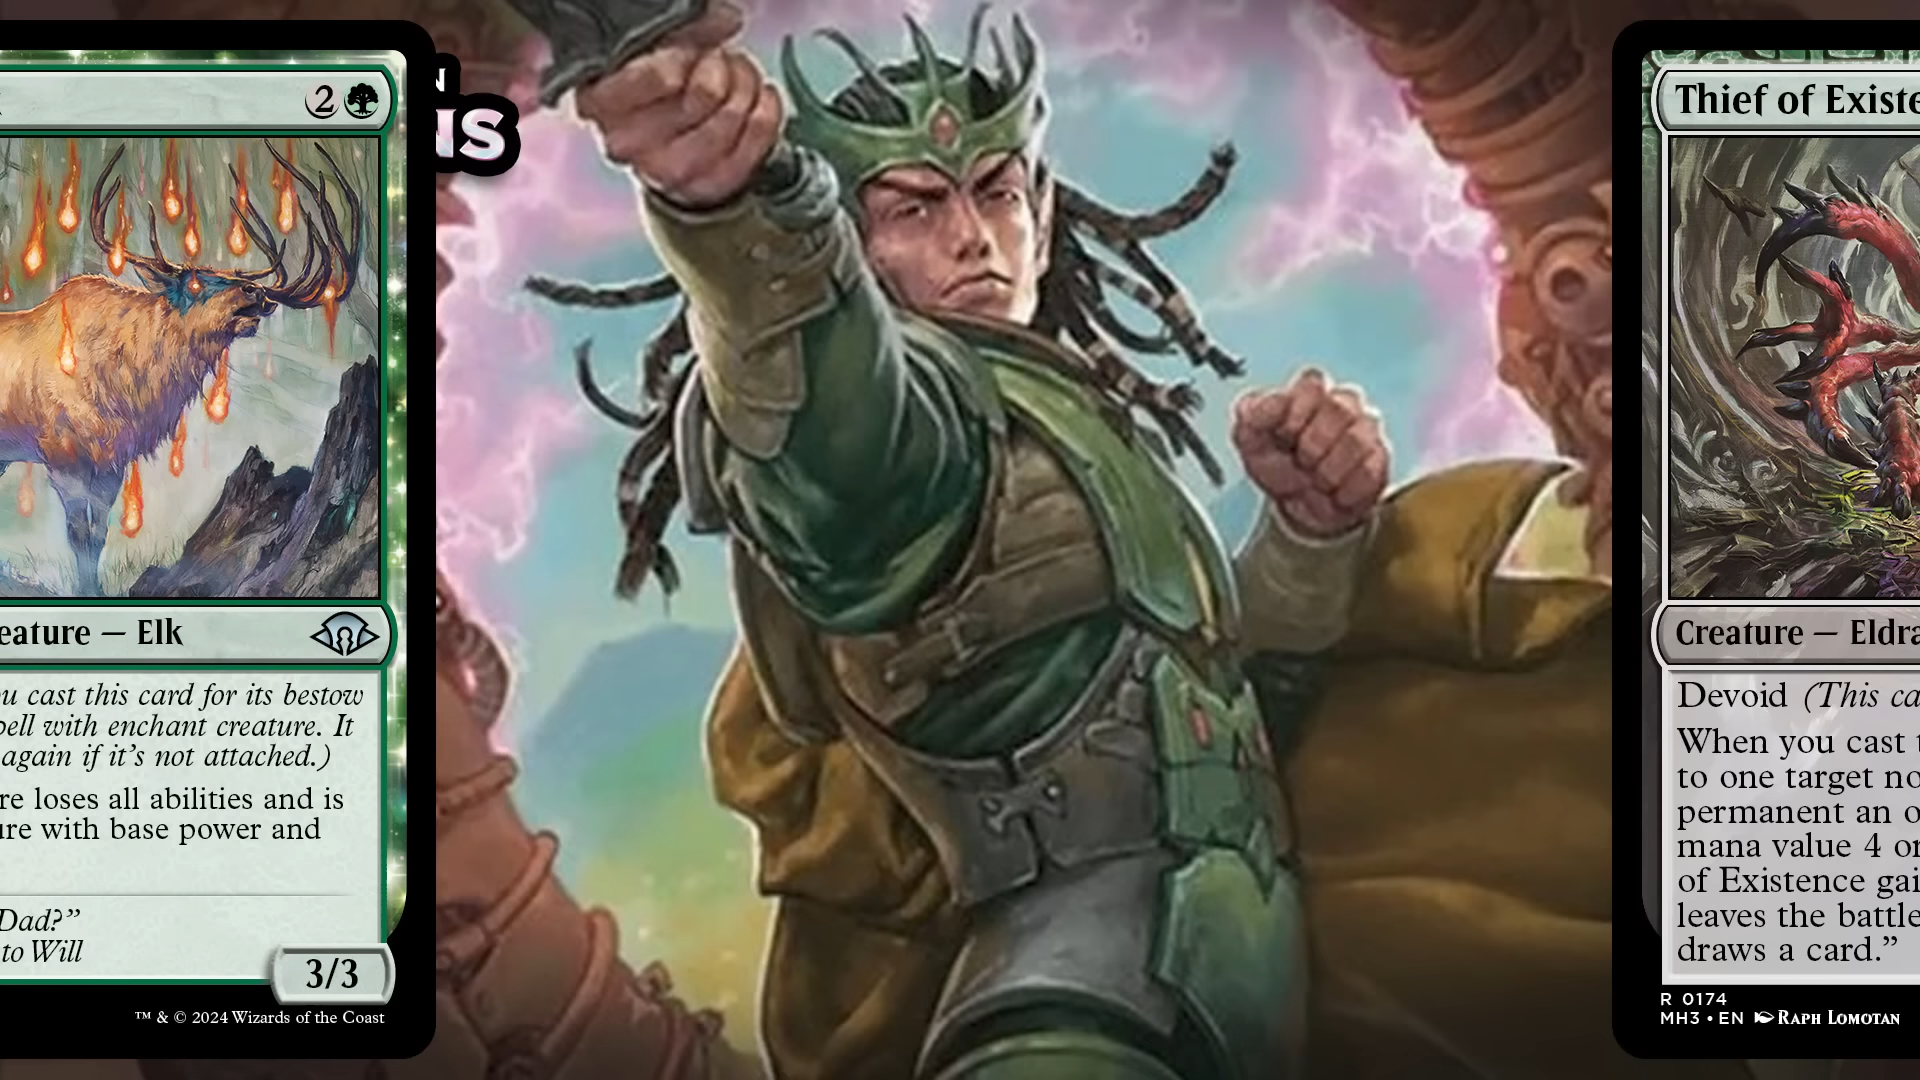 2
N
NS
eature — Elk
u cast this card for its bestow
pell with enchant creature. It
again if it's not attached.)
re loses all abilities and is
ure with base power and
Dad?"
to Will
3/3
™ & © 2024 Wizards of the Coast
Thief of Existe
Creature — Eldra
Devoid (This ca
When you cast t
to one target no
permanent an o
mana value 4 or
of Existence gai
leaves the battle
draws a card."
R 0174
MH3 • EN RAPH LOMOTAN